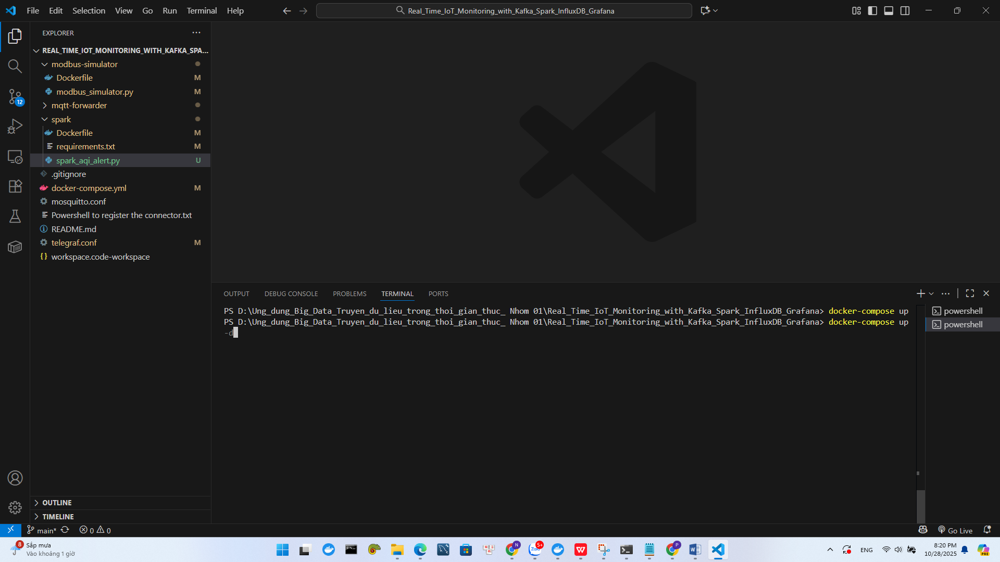 File Edit Selection View Go Run Terminal Help
Real_Time_IoT_Monitoring_with_Kafka_Spark_InfluxDB_Grafana
EXPLORER
REAL_TIME_IOT_MONITORING_WITH_KAFKA_SPA...
modbus-simulator
Dockerfile M
modbus_simulator.py M
mqtt-forwarder
spark
Dockerfile M
requirements.txt M
spark_aqi_alert.py U
.gitignore
docker-compose.yml M
mosquitto.conf
Powershell to register the connector.txt
README.md
telegraf.conf M
workspace.code-workspace
12
OUTPUT DEBUG CONSOLE PROBLEMS TERMINAL PORTS
PS D:\Ung_dung_Big_Data_Truyen_du_lieu_trong_thoi_gian_thuc_ Nhom 01\Real_Time_IoT_Monitoring_with_Kafka_Spark_InfluxDB_Grafana> docker-compose up
PS D:\Ung_dung_Big_Data_Truyen_du_lieu_trong_thoi_gian_thuc_ Nhom 01\Real_Time_IoT_Monitoring_with_Kafka_Spark_InfluxDB_Grafana> docker-compose up
-d
powershell
powershell
OUTLINE
TIMELINE
main* 0 0
Go Live
8
Sắp mưa
Vào khoảng 1 giờ
N
Zalo
5+
P
ENG
8:20 PM
10/28/2025
PRE